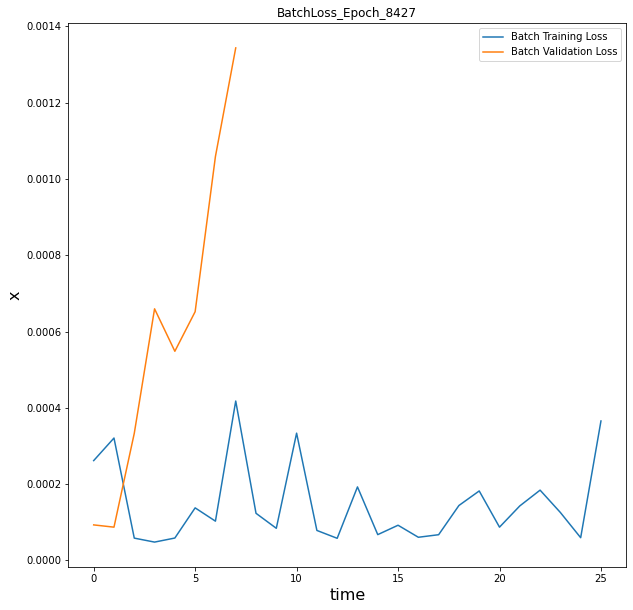 BatchLoss_Epoch_8427
Batch Training Loss
Batch Validation Loss
0.0014
0.0012
0.0010
0.0008
0.0006
0.0004
0.0002
0.0000
x
0 5 10 15 20 25
time